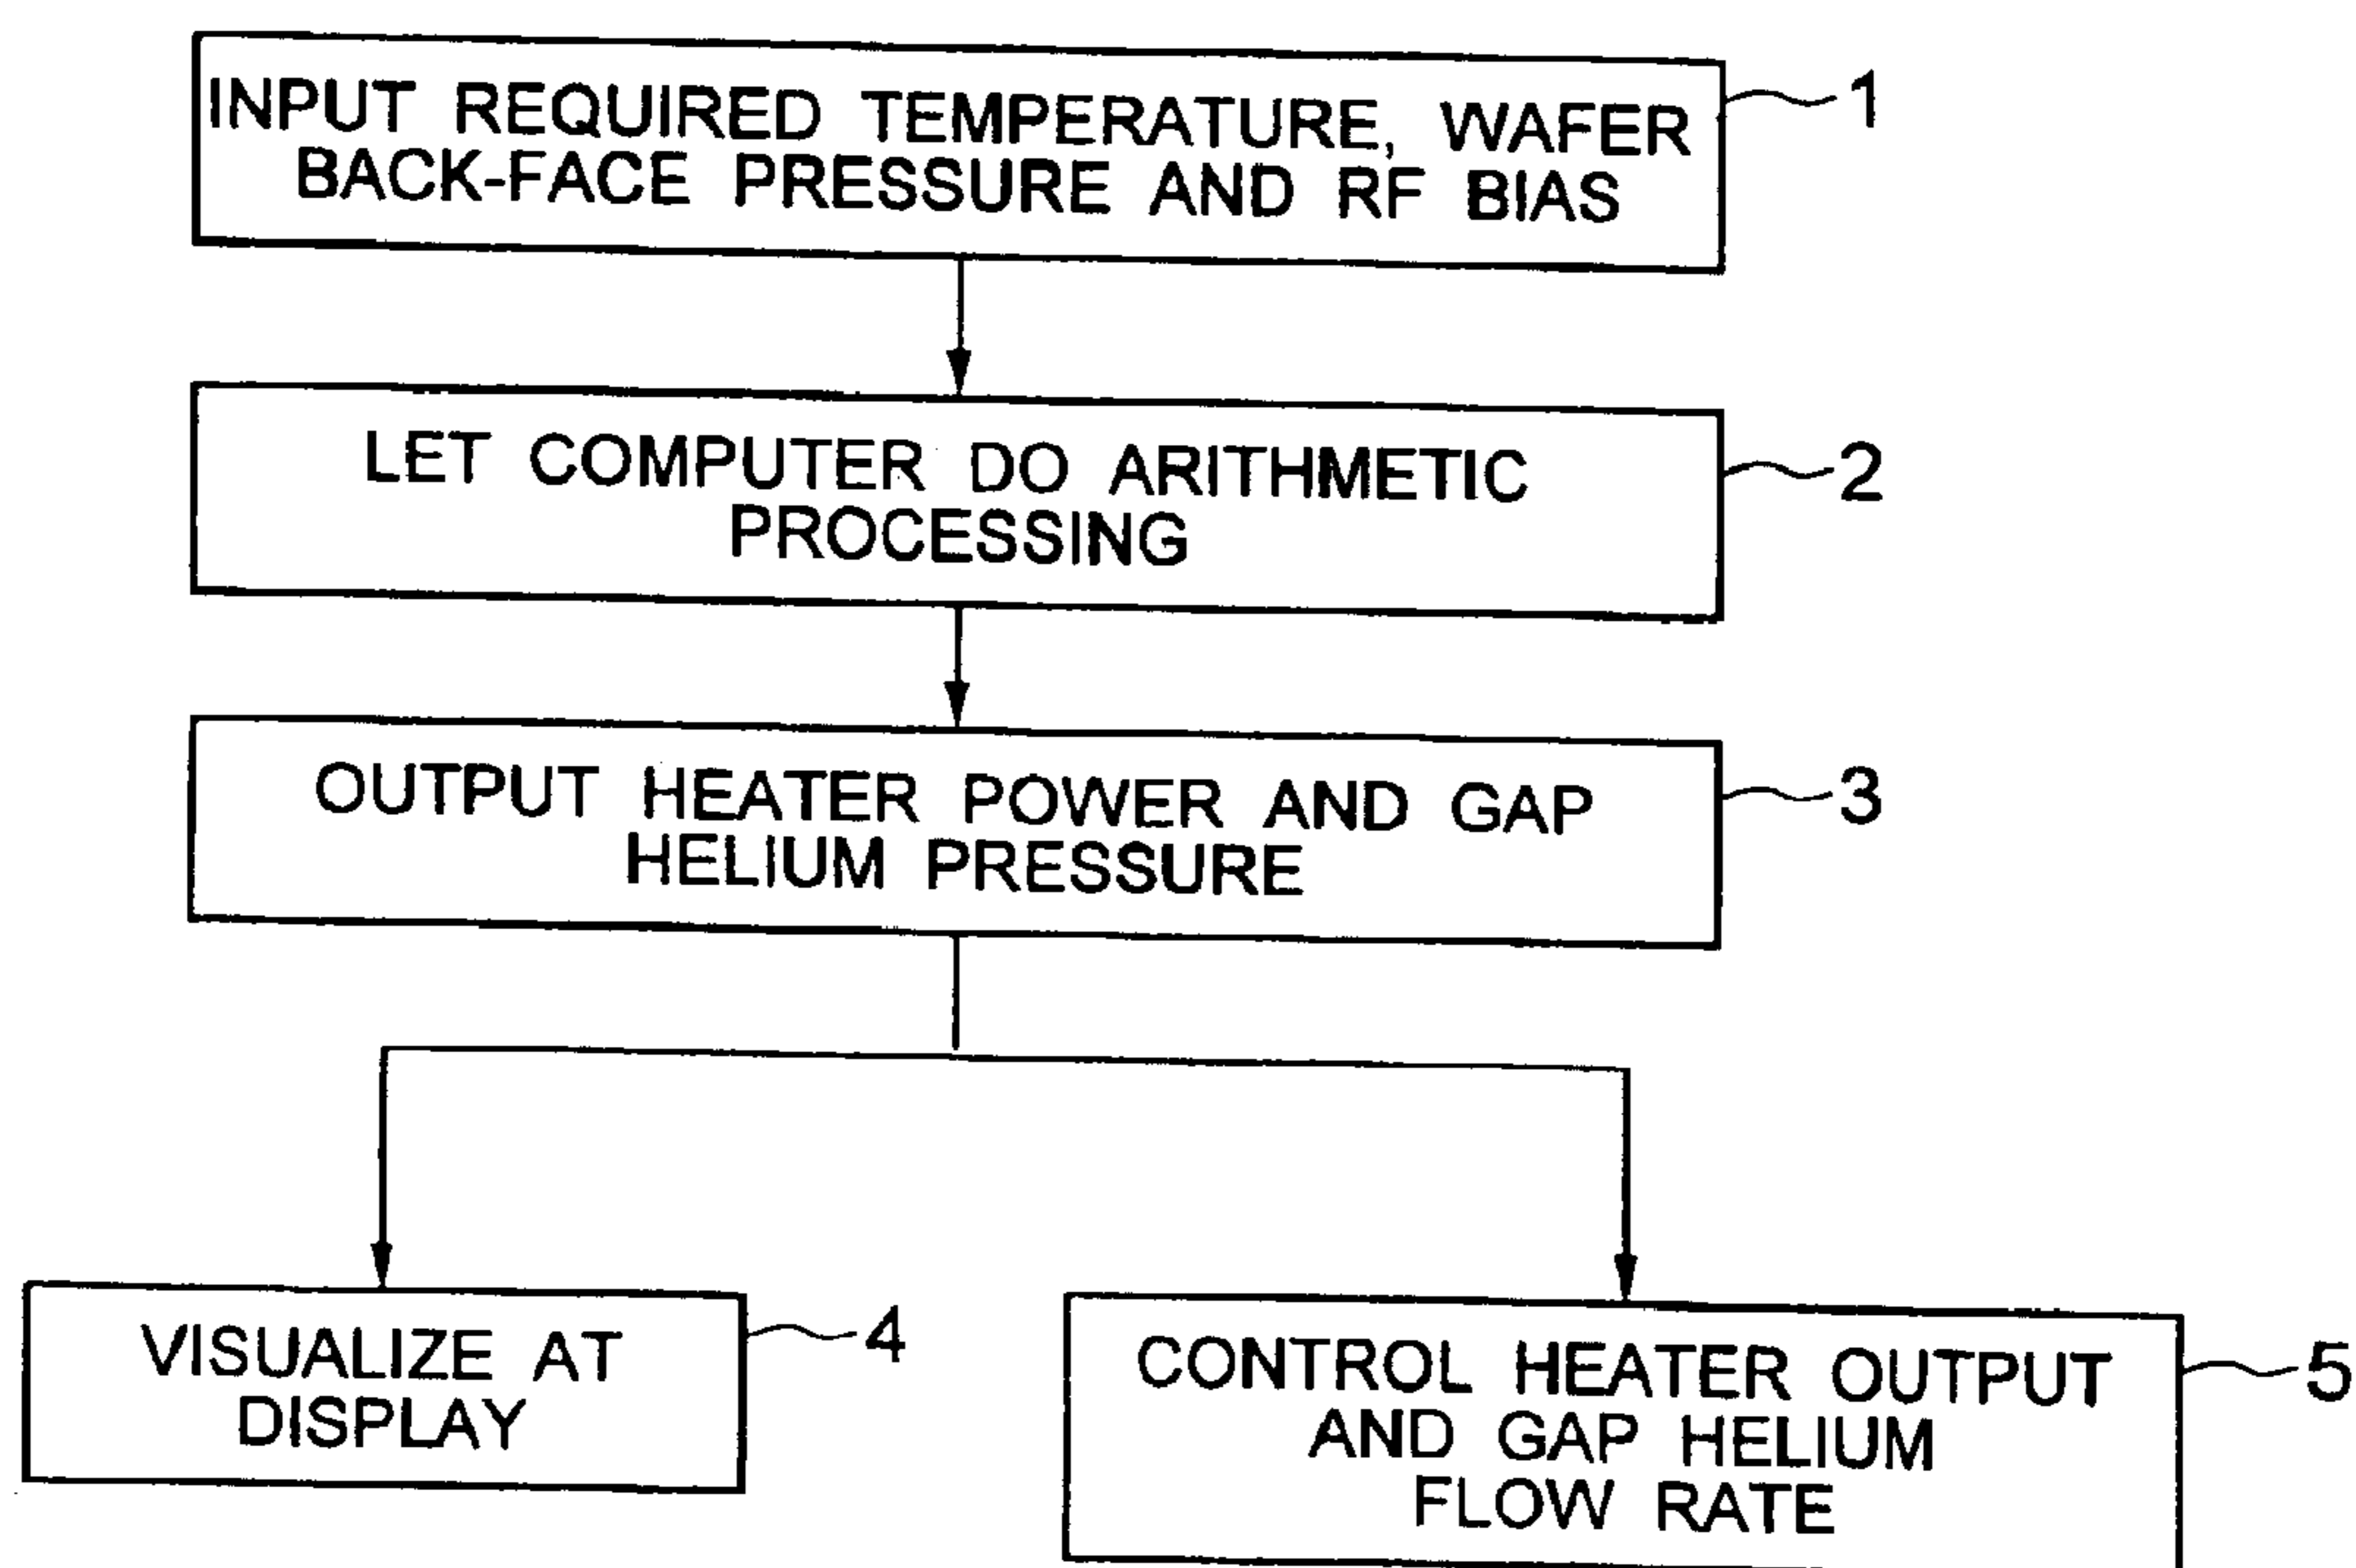 INPUT REQUIRED TEMPERATURE, WAFER
BACK-FACE PRESSURE AND RF BIAS
1
LET COMPUTER DO ARITHMETIC
PROCESSING
2
OUTPUT HEATER POWER AND GAP
HELIUM PRESSURE
3
VISUALIZE AT
DISPLAY
4
CONTROL HEATER OUTPUT
AND GAP HELIUM
FLOW RATE
5